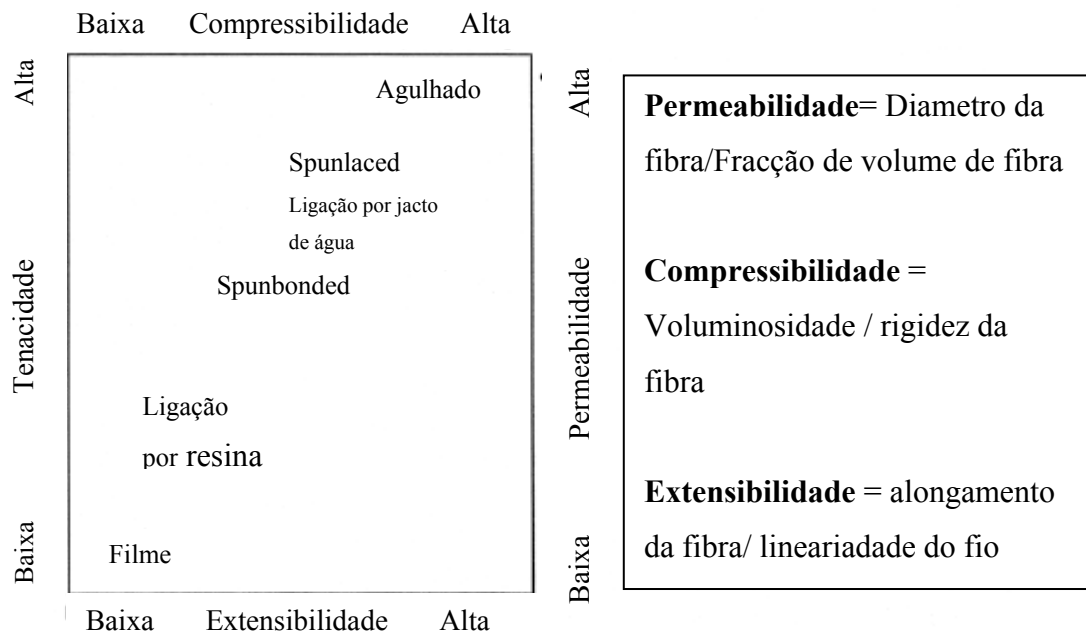 Baixa Compressibilidade Alta
Alta
Tenacidade
Baixa
Agulhado
Spunlaced
Ligação por jacto
de água
Spunbonded
Ligação
por resina
Filme
Baixa Extensibilidade Alta
Alta
Permeabilidade
Baixa
Permeabilidade= Diametro da
fibra/Fracção de volume de fibra
Compressibilidade =
Voluminosidade / rigidez da
fibra
Extensibilidade = alongamento
da fibra/ lineariadade do fio